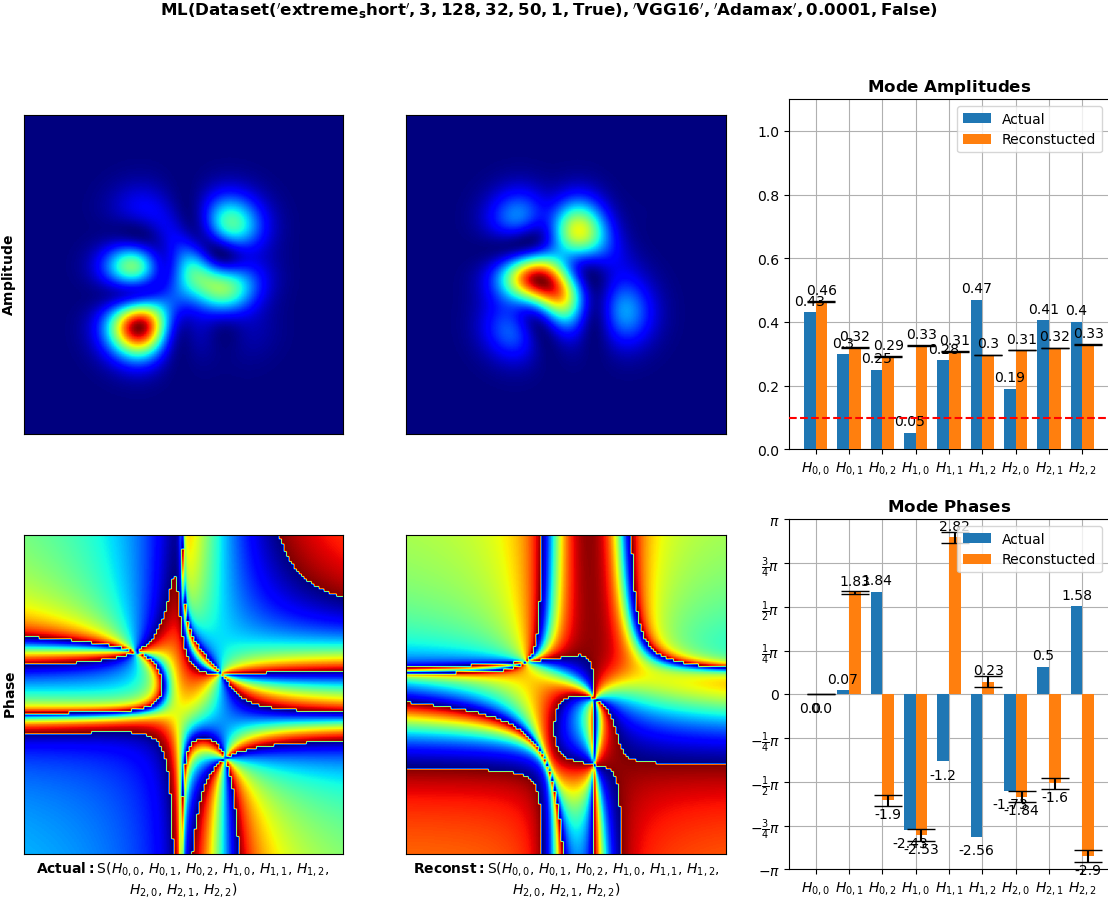 ML(Dataset(′extreme_short′, 3, 128, 32, 50, 1, True), ′VGG16′, ′Adamax′, 0.0001, False)
Amplitude
Mode Amplitudes
Actual
Reconstucted
1.0
0.8
0.6
0.4
0.2
0.0
0.43
0.46
0.3
0.32
0.25
0.29
0.05
0.33
0.28
0.31
0.47
0.3
0.19
0.31
0.41
0.32
0.4
0.33
H0,0 H0,1 H0,2 H1,0 H1,1 H1,2 H2,0 H2,1 H2,2
Phase
Mode Phases
Actual
Reconstucted
π
3/4π
1/2π
1/4π
0
−1/4π
−1/2π
−3/4π
−π
0.0
0.0
0.07
1.83
1.84
-1.9
-2.43
-2.53
-1.2
2.82
-2.56
0.23
-1.73
-1.84
0.5
-1.6
1.58
-2.9
H0,0 H0,1 H0,2 H1,0 H1,1 H1,2 H2,0 H2,1 H2,2
Actual: S(H0,0, H0,1, H0,2, H1,0, H1,1, H1,2,
H2,0, H2,1, H2,2)
Reconst: S(H0,0, H0,1, H0,2, H1,0, H1,1, H1,2,
H2,0, H2,1, H2,2)